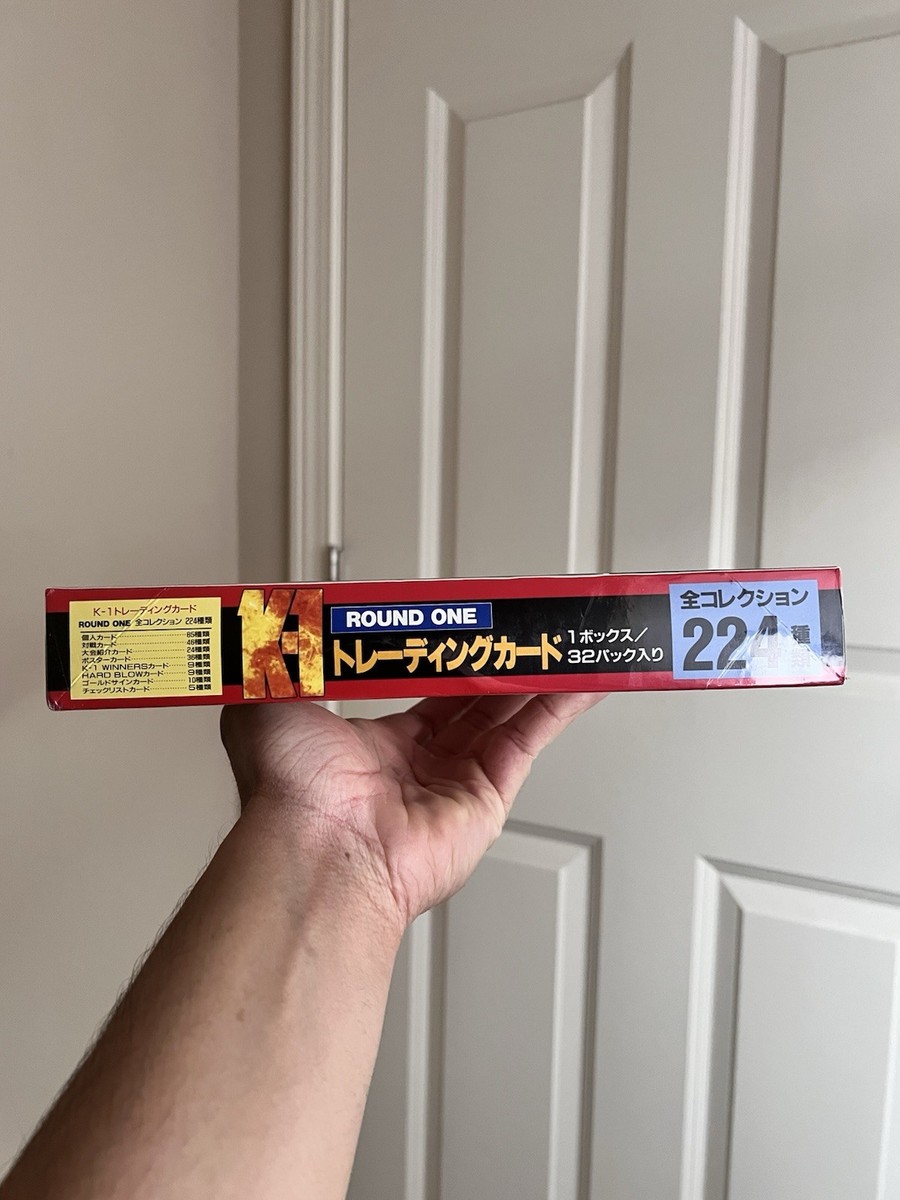 K-1トレーディングカード
ROUND ONE 全コレクション 224種類
個人カード 85種類
対戦カード 46種類
大会紹介カード 24種類
ポスターカード 36種類
K-1 WINNERSカード 9種類
HARD BLOWカード 9種類
ゴールドサインカード 10種類
チェックリストカード 5種類
K-1
ROUND ONE
トレーディングカード
1ボックス/
32パック入り
全コレクション
224種類